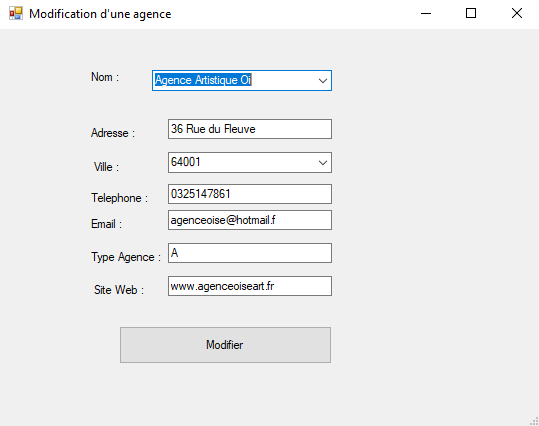 Modification d'une agence
Nom :
Agence Artistique Oi
Adresse :
36 Rue du Fleuve
Ville :
64001
Telephone :
0325147861
Email :
agenceoise@hotmail.f
Type Agence :
A
Site Web :
www.agenceoiseart.fr
Modifier